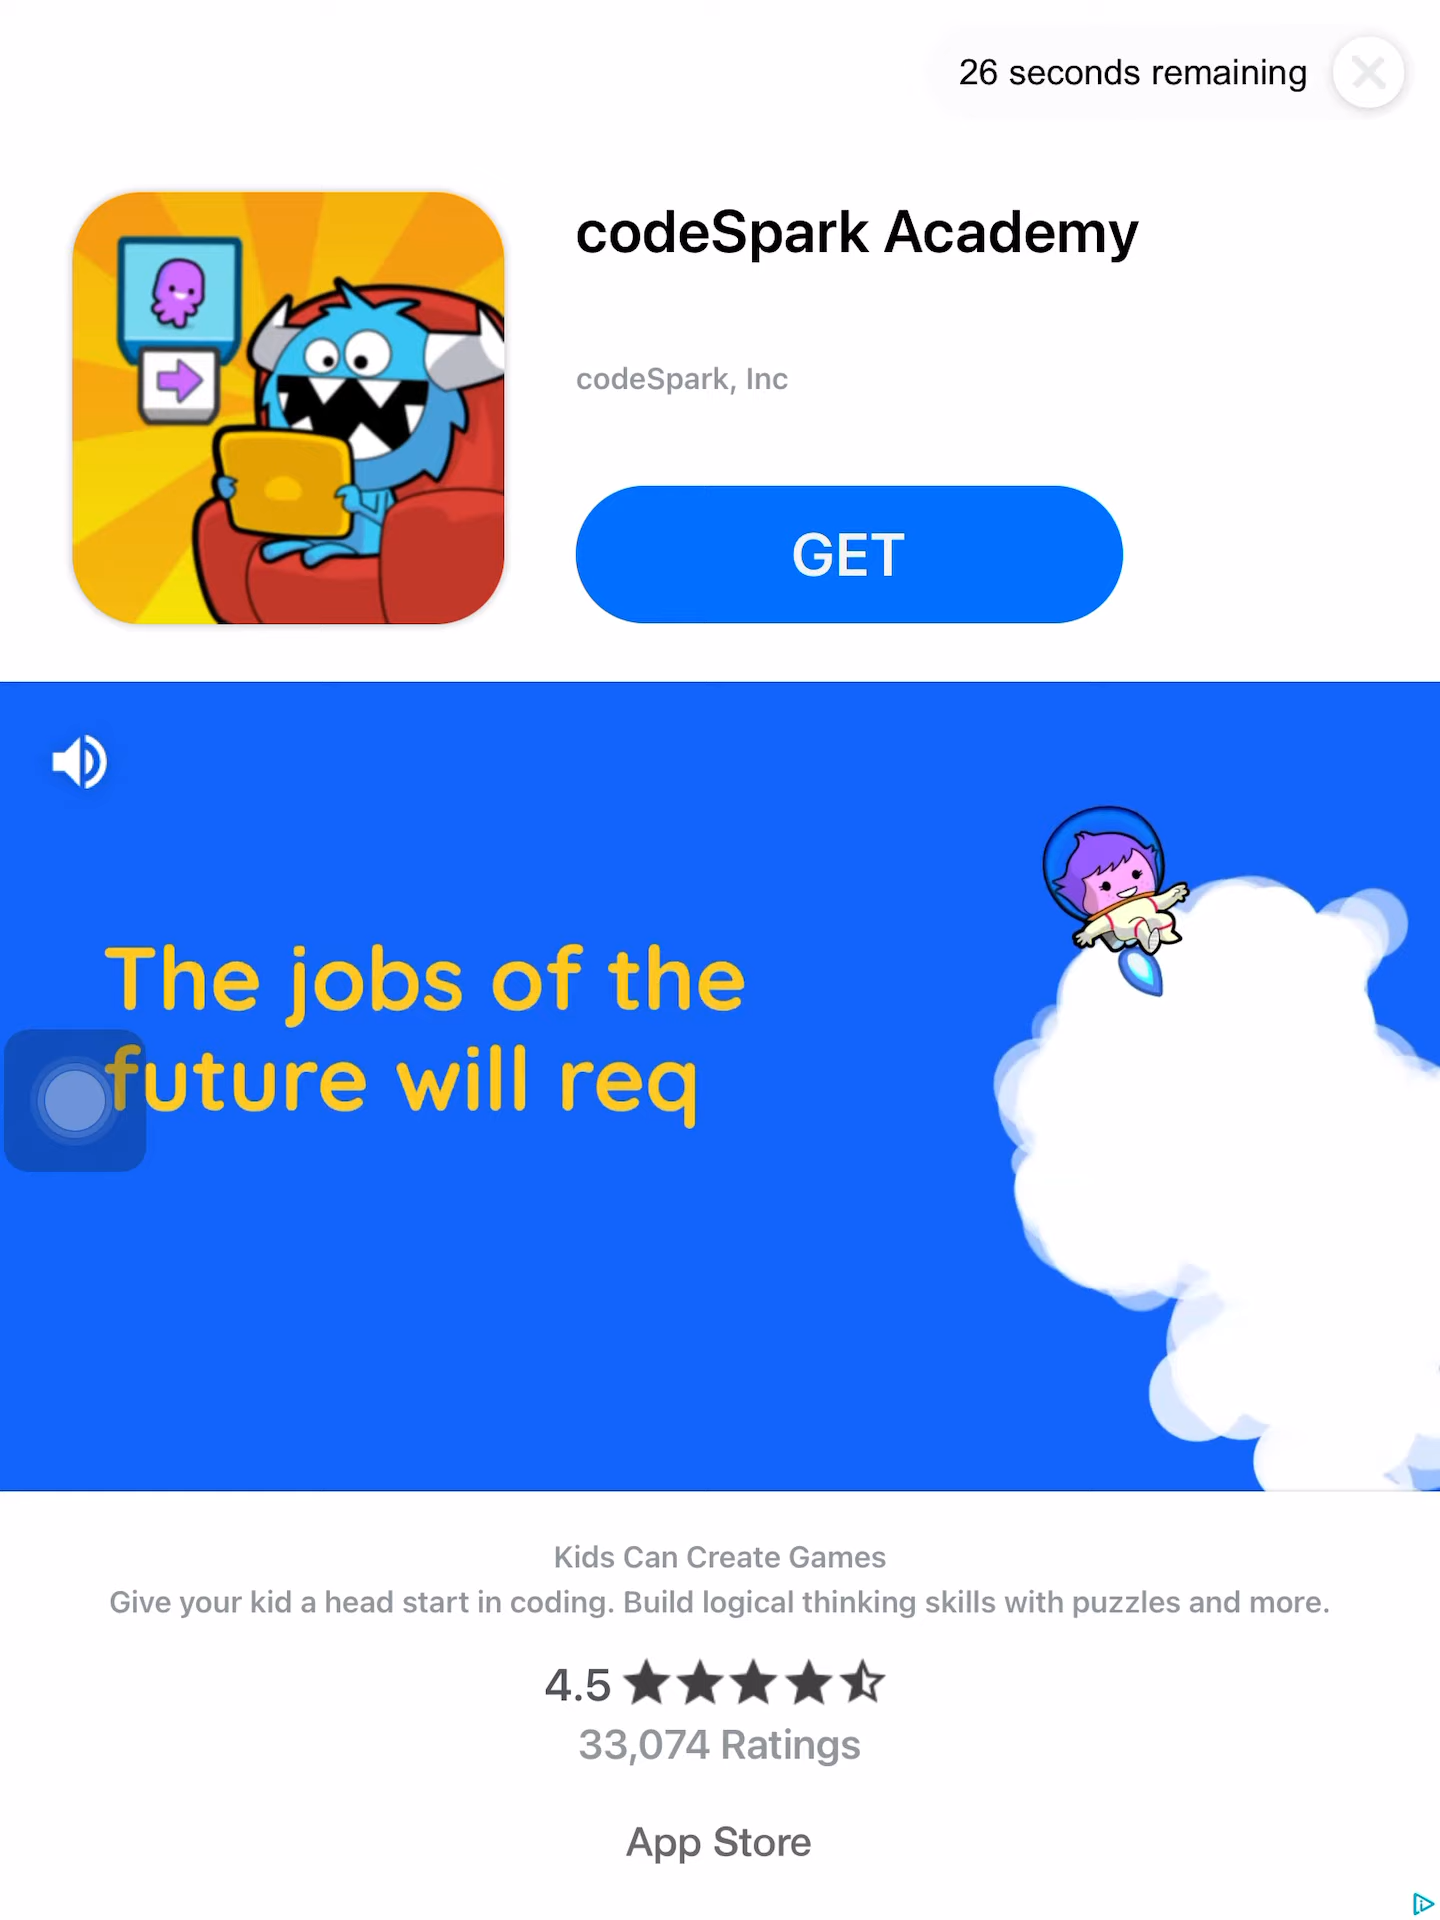 26 seconds remaining
codeSpark Academy
codeSpark, Inc
GET
The jobs of the
future will req
Kids Can Create Games
Give your kid a head start in coding. Build logical thinking skills with puzzles and more.
4.5
33,074 Ratings
App Store